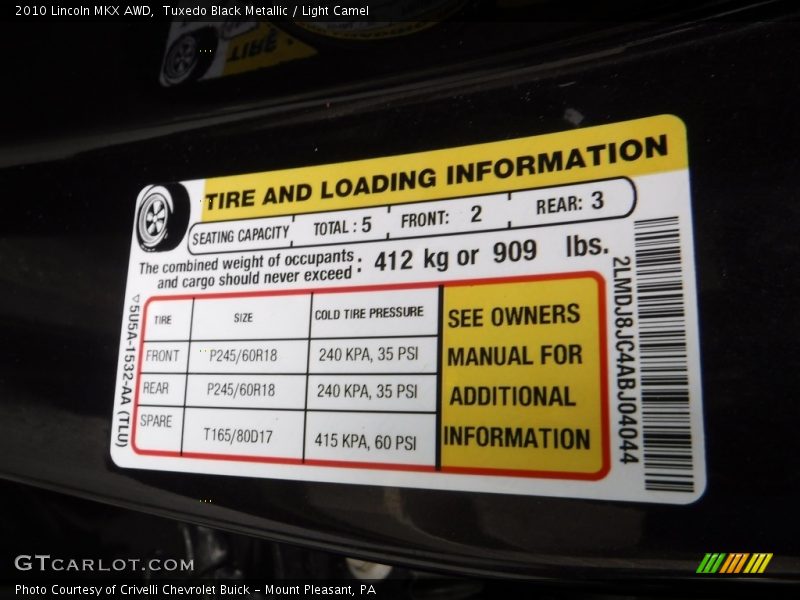 2010 Lincoln MKX AWD, Tuxedo Black Metallic / Light Camel
TIRE
TIRE AND LOADING INFORMATION
SEATING CAPACITY TOTAL : 5 FRONT: 2 REAR: 3
The combined weight of occupants
and cargo should never exceed : 412 kg or 909 lbs.
TIRE SIZE COLD TIRE PRESSURE
FRONT P245/60R18 240 KPA, 35 PSI
REAR P245/60R18 240 KPA, 35 PSI
SPARE T165/80D17 415 KPA, 60 PSI
SEE OWNERS
MANUAL FOR
ADDITIONAL
INFORMATION
▽5U5A-1532-AA (TLU)
2LMDJ8JC4ABJ04044
GTCARLOT.COM
Photo Courtesy of Crivelli Chevrolet Buick - Mount Pleasant, PA